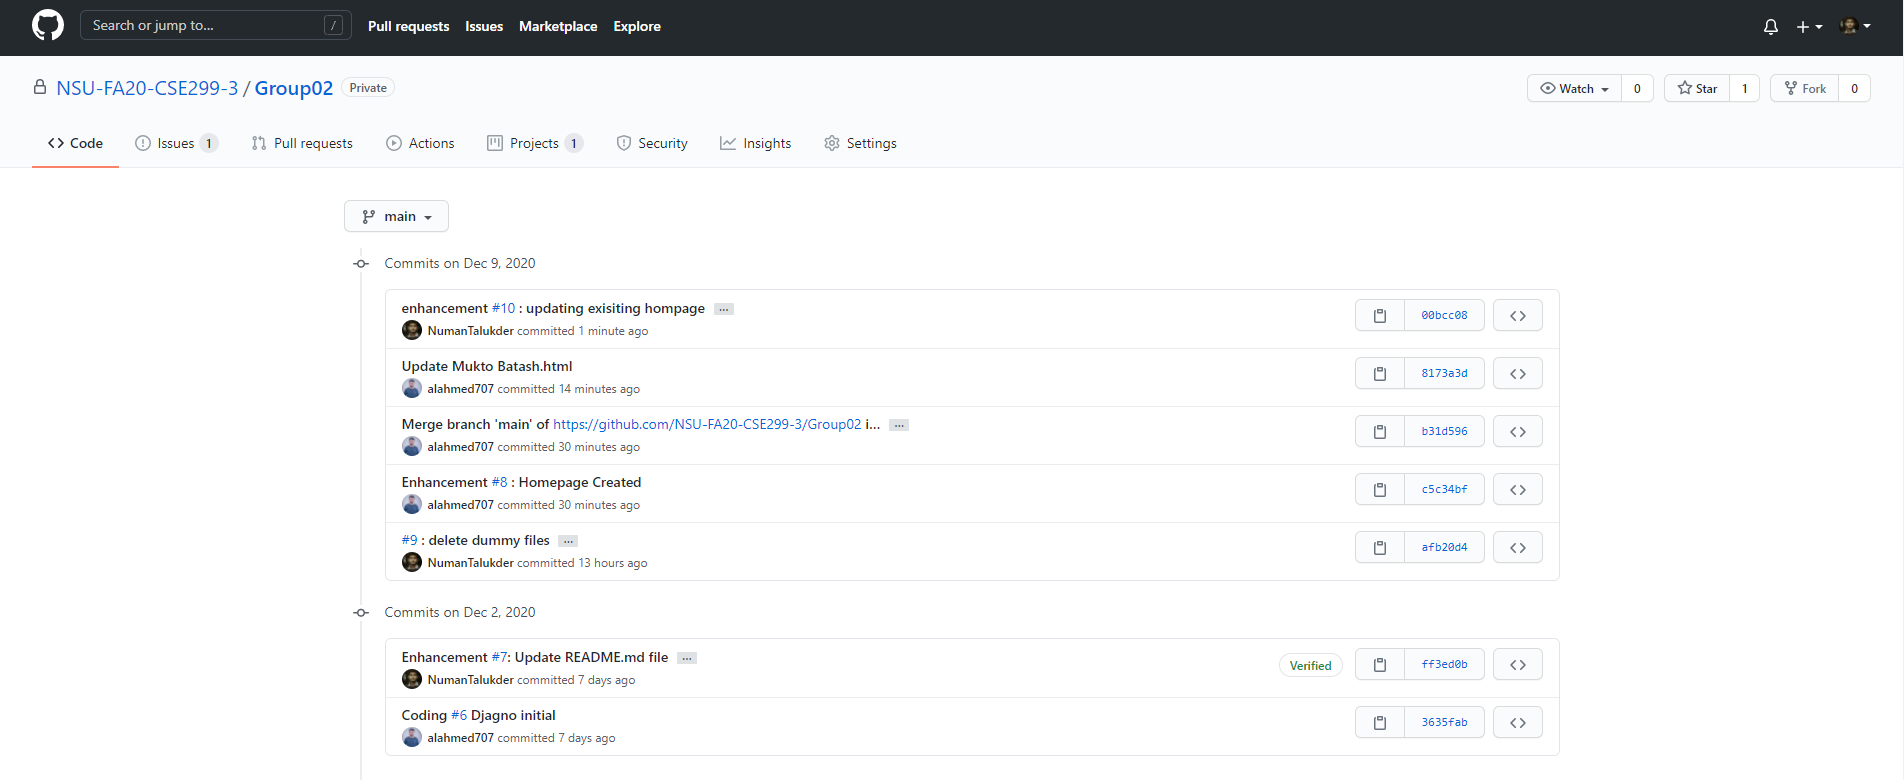 Search or jump to... / Pull requests Issues Marketplace Explore
NSU-FA20-CSE299-3 / Group02 Private Watch 0 Star 1 Fork 0
Code Issues 1 Pull requests Actions Projects 1 Security Insights Settings
main
Commits on Dec 9, 2020
enhancement #10 : updating exisiting hompage ...
NumanTalukder committed 1 minute ago
00bcc08
Update Mukto Batash.html
alahmed707 committed 14 minutes ago
8173a3d
Merge branch 'main' of https://github.com/NSU-FA20-CSE299-3/Group02 i... ...
alahmed707 committed 30 minutes ago
b31d596
Enhancement #8 : Homepage Created
alahmed707 committed 30 minutes ago
c5c34bf
#9 : delete dummy files ...
NumanTalukder committed 13 hours ago
afb20d4
Commits on Dec 2, 2020
Enhancement #7: Update README.md file ...
NumanTalukder committed 7 days ago
Verified ff3ed0b
Coding #6 Djagno initial
alahmed707 committed 7 days ago
3635fab